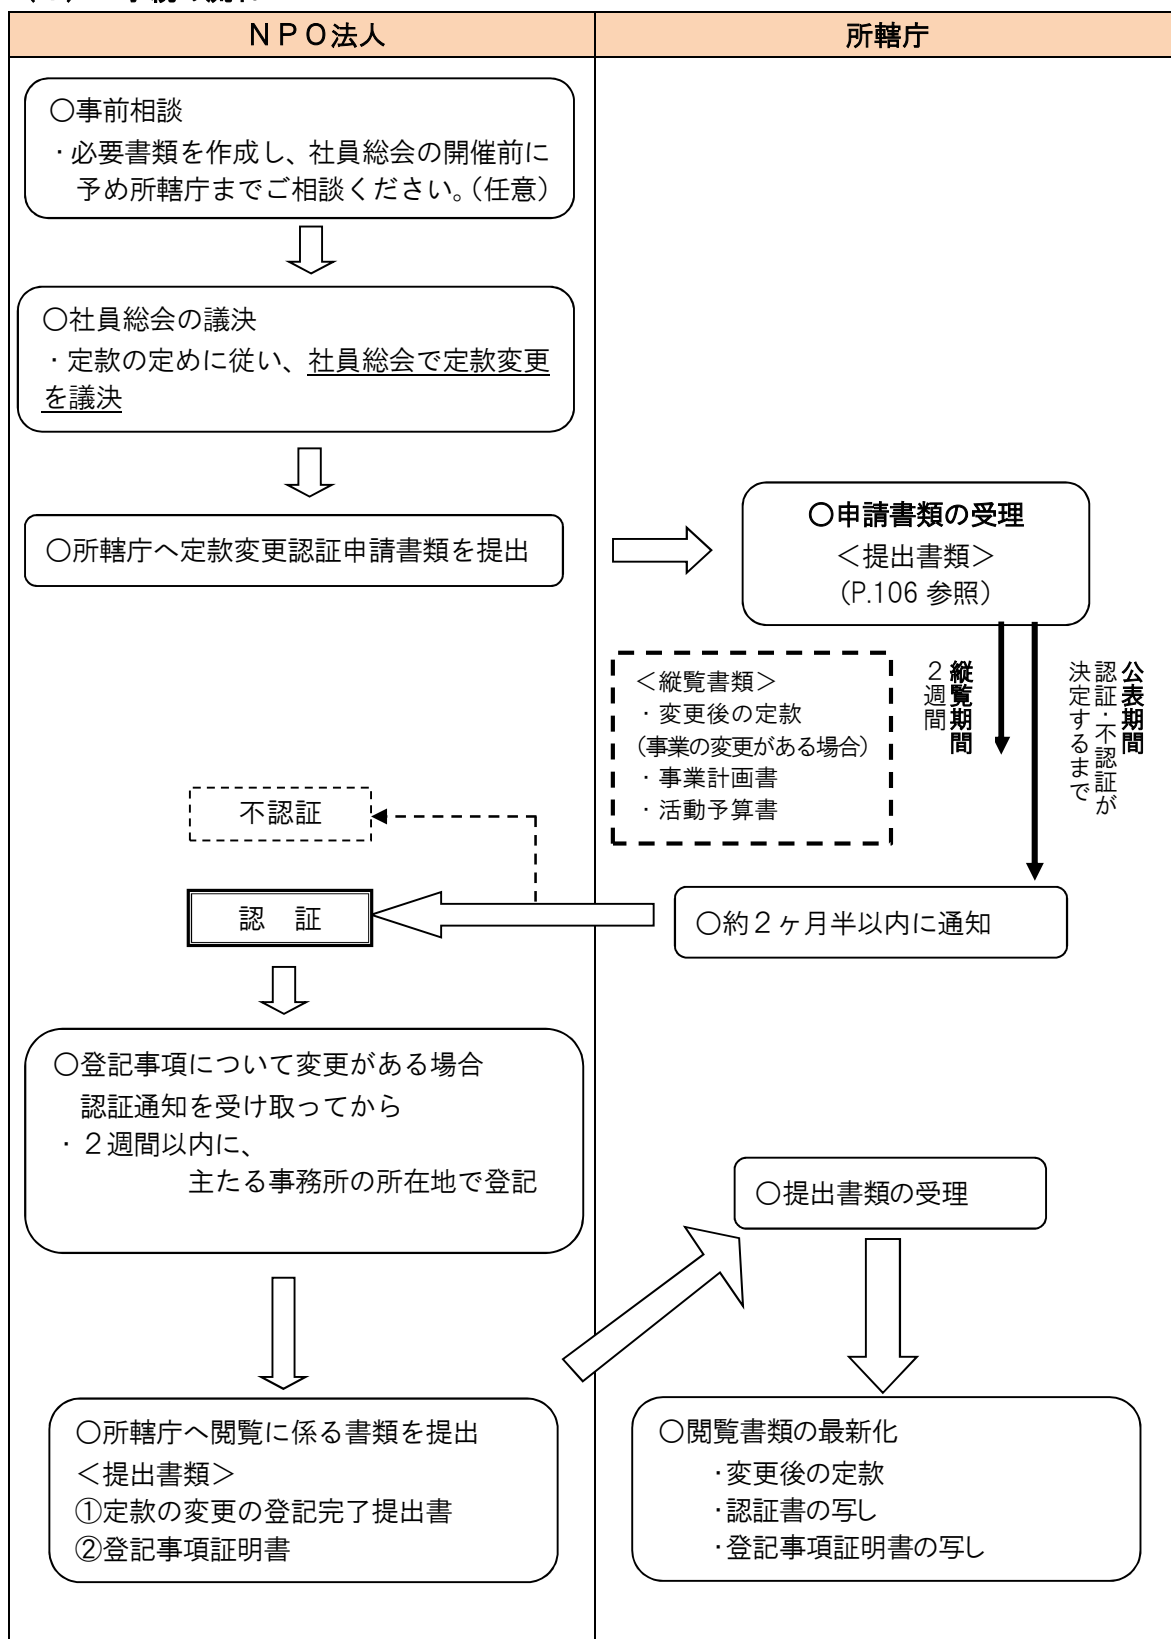 ＮＰＯ法人
所轄庁
○事前相談
・必要書類を作成し、社員総会の開催前に
予め所轄庁までご相談ください。（任意）
○社員総会の議決
・定款の定めに従い、社員総会で定款変更
を議決
○所轄庁へ定款変更認証申請書類を提出
○申請書類の受理
＜提出書類＞
（P.106 参照）
＜縦覧書類＞
・変更後の定款
（事業の変更がある場合）
・事業計画書
・活動予算書
縦覧期間
２週間
公表期間
認証・不認証が
決定するまで
不認証
認　証
○約２ヶ月半以内に通知
○登記事項について変更がある場合
認証通知を受け取ってから
・２週間以内に、
主たる事務所の所在地で登記
○提出書類の受理
○所轄庁へ閲覧に係る書類を提出
＜提出書類＞
①定款の変更の登記完了提出書
②登記事項証明書
○閲覧書類の最新化
・変更後の定款
・認証書の写し
・登記事項証明書の写し